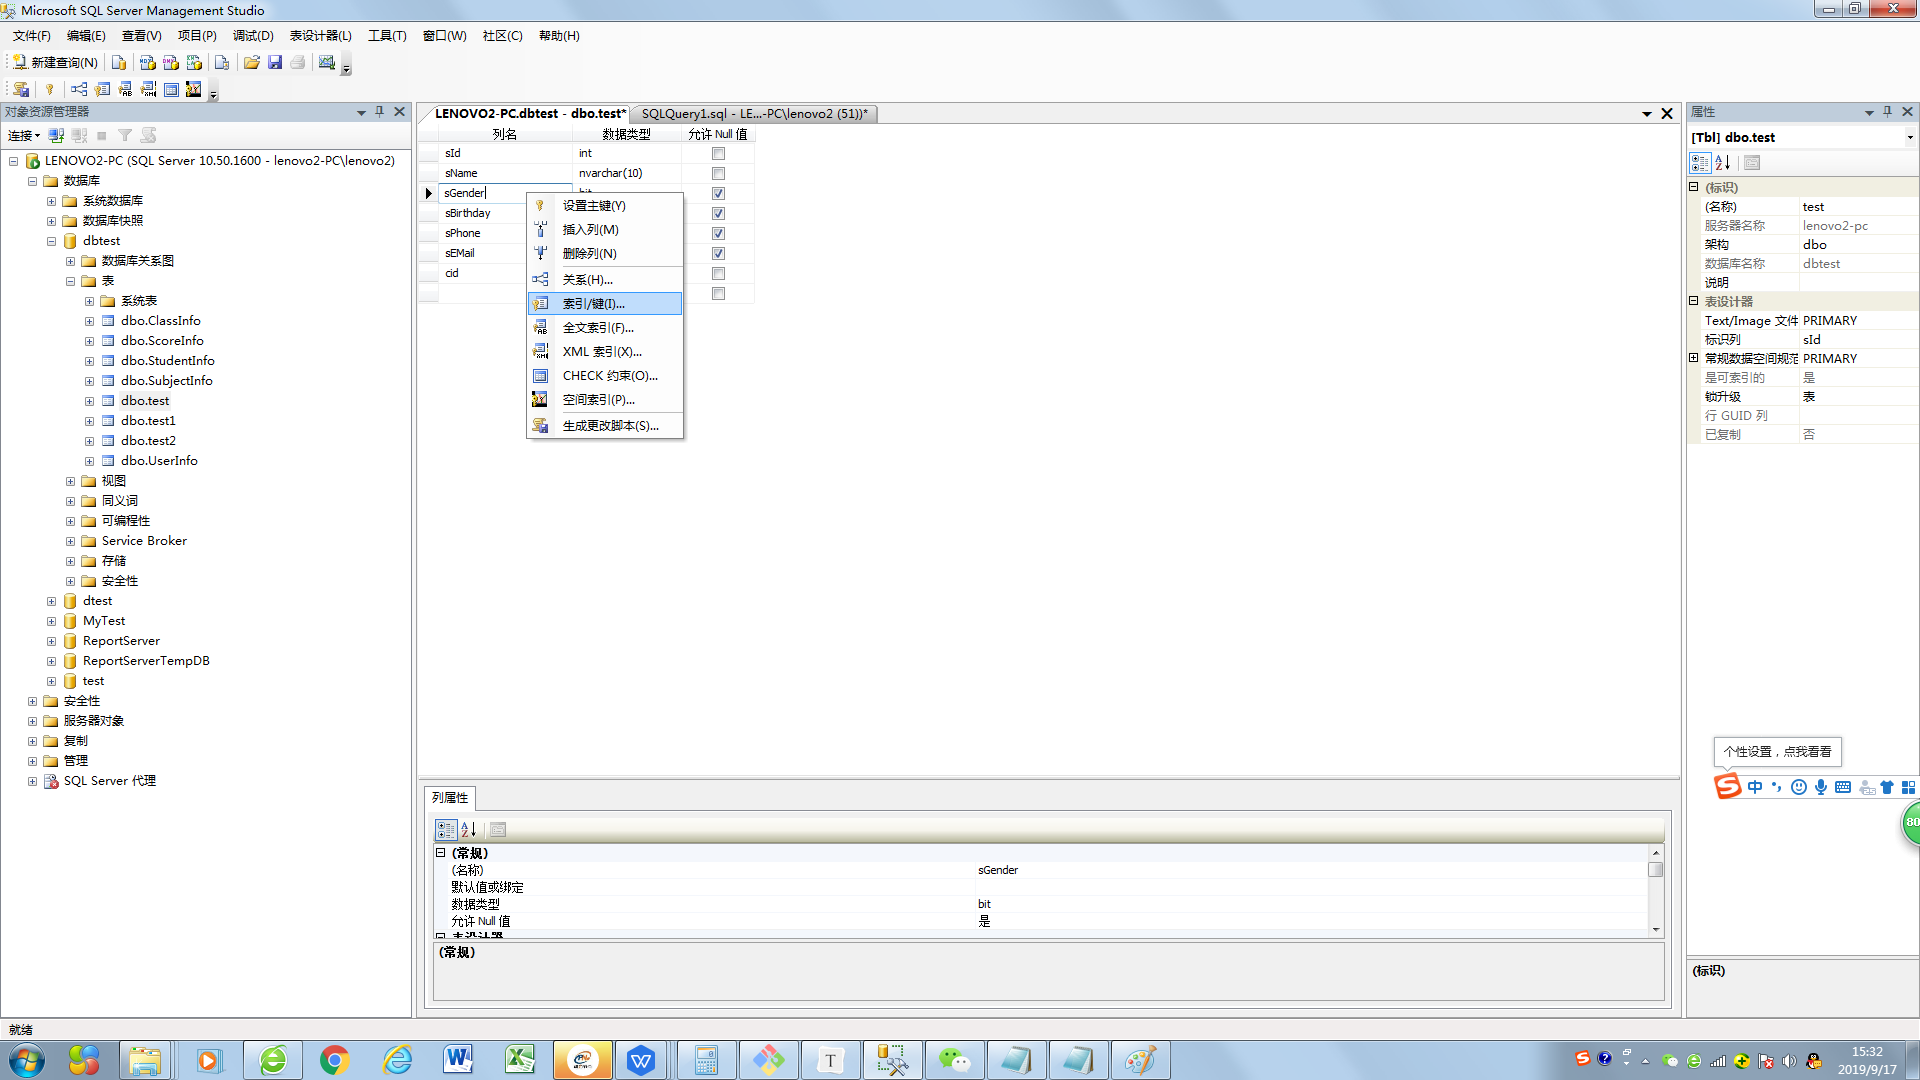 Microsoft SQL Server Management Studio
文件(F) 编辑(E) 查看(V) 项目(P) 调试(D) 表设计器(L) 工具(T) 窗口(W) 社区(C) 帮助(H)
新建查询(N)
对象资源管理器
连接
LENOVO2-PC (SQL Server 10.50.1600 - lenovo2-PC\lenovo2)
数据库
系统数据库
数据库快照
dbtest
数据库关系图
表
系统表
dbo.ClassInfo
dbo.ScoreInfo
dbo.StudentInfo
dbo.SubjectInfo
dbo.test
dbo.test1
dbo.test2
dbo.UserInfo
视图
同义词
可编程性
Service Broker
存储
安全性
dtest
MyTest
ReportServer
ReportServerTempDB
test
安全性
服务器对象
复制
管理
SQL Server 代理
LENOVO2-PC.dbtest - dbo.test* SQLQuery1.sql - LE...-PC\lenovo2 (51))*
列名 数据类型 允许 Null 值
sId int
sName nvarchar(10)
sGender
sBirthday
sPhone
sEMail
cid
设置主键(Y)
插入列(M)
删除列(N)
关系(H)...
索引/键(I)...
全文索引(F)...
XML 索引(X)...
CHECK 约束(O)...
空间索引(P)...
生成更改脚本(S)...
列属性
(常规)
(名称) sGender
默认值或绑定
数据类型 bit
允许 Null 值 是
表设计器
(常规)
属性
[Tbl] dbo.test
(标识)
(名称) test
服务器名称 lenovo2-pc
架构 dbo
数据库名称 dbtest
说明
表设计器
Text/Image 文件 PRIMARY
标识列 sId
常规数据空间规范 PRIMARY
是可索引的 是
锁升级 表
行 GUID 列
已复制 否
个性设置，点我看看
中
80
(标识)
就绪
15:32
2019/9/17